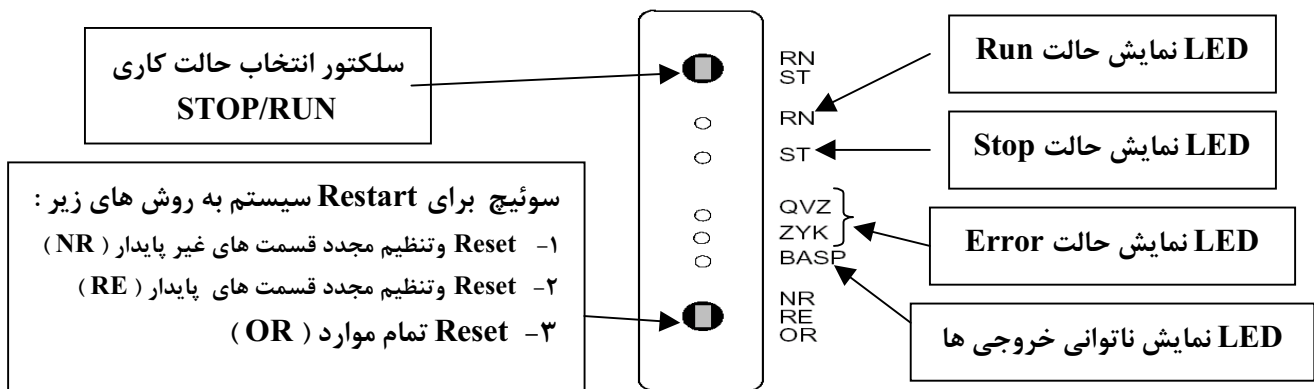 سلکتور انتخاب حالت کاری
STOP/RUN
سوئیچ برای Restart سیستم به روش های زیر :
۱- Reset وتنظیم مجدد قسمت های غیر پایدار ( NR )
۲- Reset وتنظیم مجدد قسمت های پایدار ( RE )
۳- Reset تمام موارد ( OR )
RN
ST
RN
ST
QVZ
ZYK
BASP
NR
RE
OR
LED نمایش حالت Run
LED نمایش حالت Stop
LED نمایش حالت Error
LED نمایش ناتوانی خروجی ها